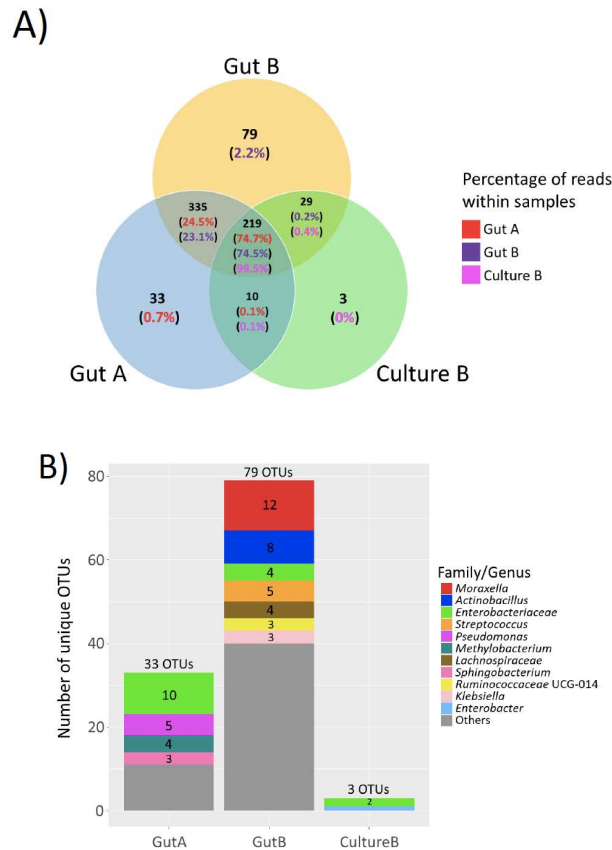 A)
Gut B
79
(2.2%)
335
(24.5%)
(23.1%)
219
(74.7%)
(74.5%)
(99.5%)
29
(0.2%)
(0.4%)
33
(0.7%)
10
(0.1%)
(0.1%)
3
(0%)
Gut A
Culture B
Percentage of reads
within samples
Gut A
Gut B
Culture B
B)
Number of unique OTUs
80
60
40
20
0
33 OTUs
10
5
4
3
79 OTUs
12
8
4
5
4
3
3
3 OTUs
2
GutA
GutB
CultureB
Family/Genus
Moraxella
Actinobacillus
Enterobacteriaceae
Streptococcus
Pseudomonas
Methylobacterium
Lachnospiraceae
Sphingobacterium
Ruminococcaceae UCG-014
Klebsiella
Enterobacter
Others